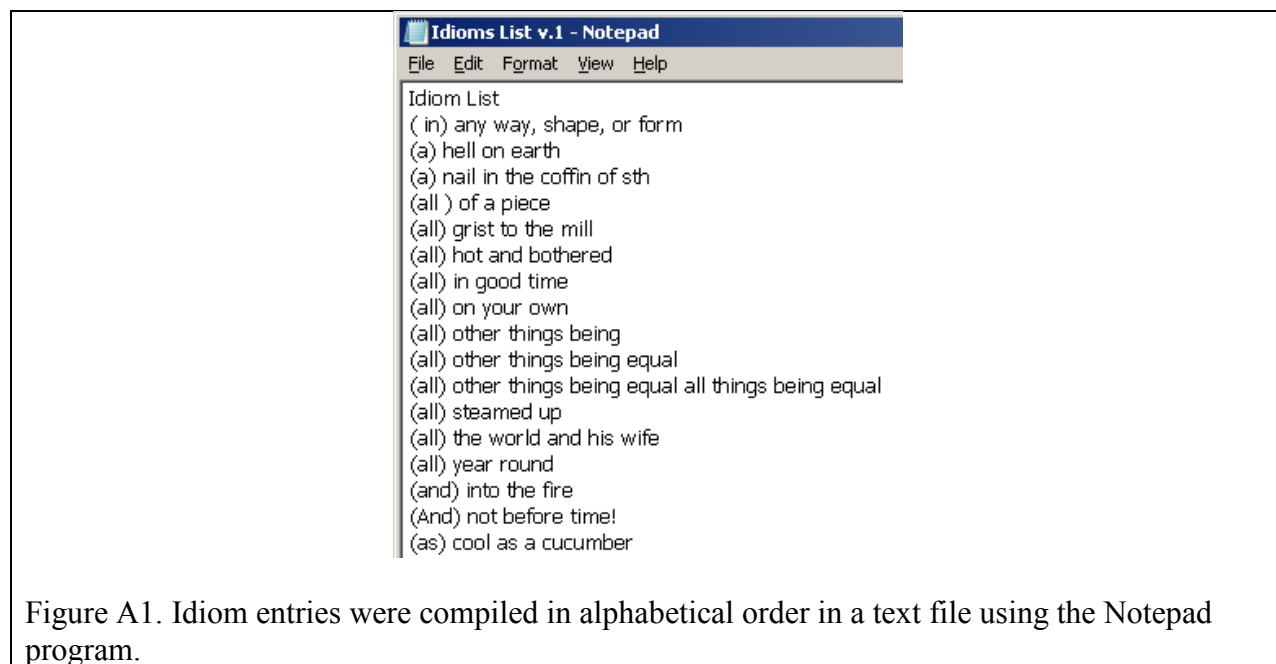 Idioms List v.1 - Notepad
File Edit Format View Help
Idiom List
( in) any way, shape, or form
(a) hell on earth
(a) nail in the coffin of sth
(all ) of a piece
(all) grist to the mill
(all) hot and bothered
(all) in good time
(all) on your own
(all) other things being
(all) other things being equal
(all) other things being equal all things being equal
(all) steamed up
(all) the world and his wife
(all) year round
(and) into the fire
(And) not before time!
(as) cool as a cucumber
Figure A1. Idiom entries were compiled in alphabetical order in a text file using the Notepad
program.